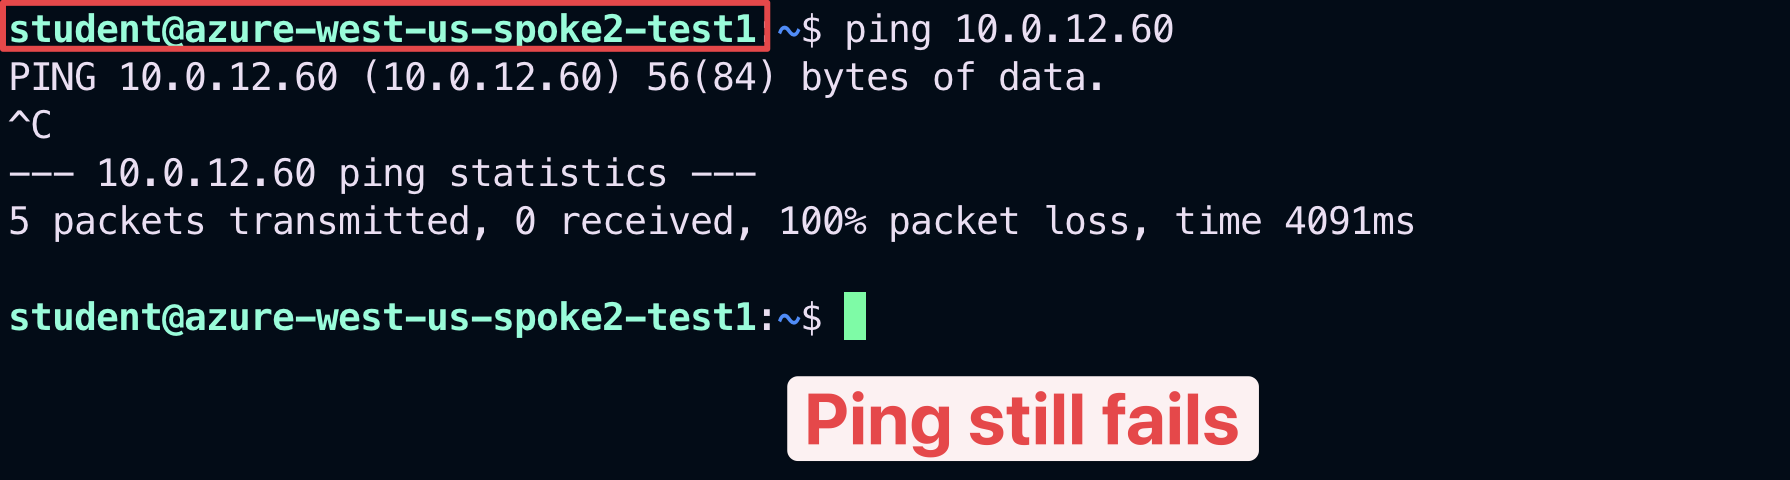 student@azure-west-us-spoke2-test1:~$ ping 10.0.12.60
PING 10.0.12.60 (10.0.12.60) 56(84) bytes of data.
^C
--- 10.0.12.60 ping statistics ---
5 packets transmitted, 0 received, 100% packet loss, time 4091ms
student@azure-west-us-spoke2-test1:~$
Ping still fails